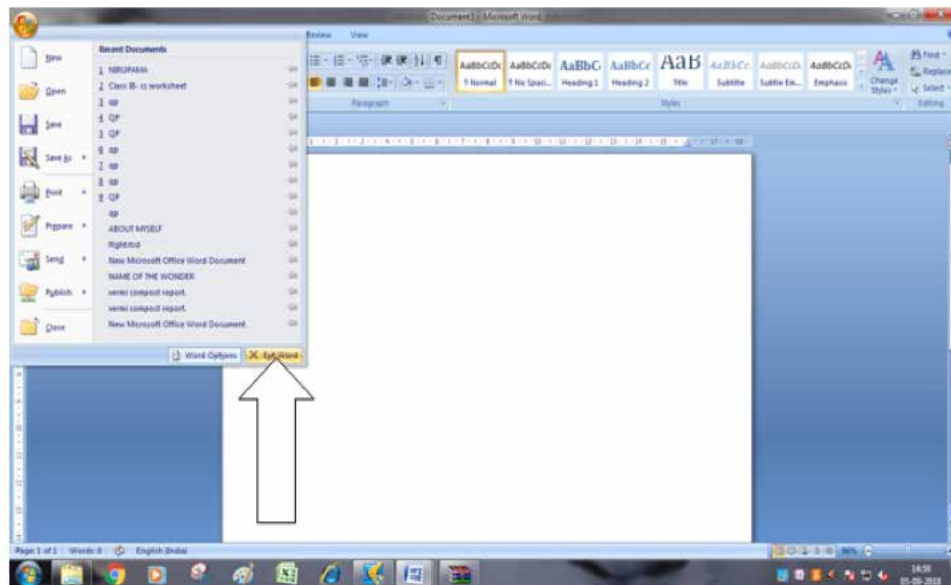 Document1 - Microsoft Word
Review View
New
Open
Save
Save As
Print
Prepare
Send
Publish
Close
Recent Documents
1 NIRUPAMA
2 Class III- cs worksheet
3 qp
4 QP
5 QP
6 qp
7 qp
8 qp
9 QP
qp
ABOUT MYSELF
New Microsoft Office Word Document
NAME OF THE WONDER
vermi compost report.
vermi compost report.
New Microsoft Office Word Document.
Word Options Exit Word
AaBbCcDc AaBbCcDc AaBbC AaBbCc AaB AaBbCc. AaBbCcDc AaBbCcDc
¶ Normal ¶ No Spaci... Heading 1 Heading 2 Title Subtitle Subtle Em... Emphasis
Change Styles
Find
Replace
Select
Paragraph Styles Editing
Page: 1 of 1 Words: 0 English (India)
14:59